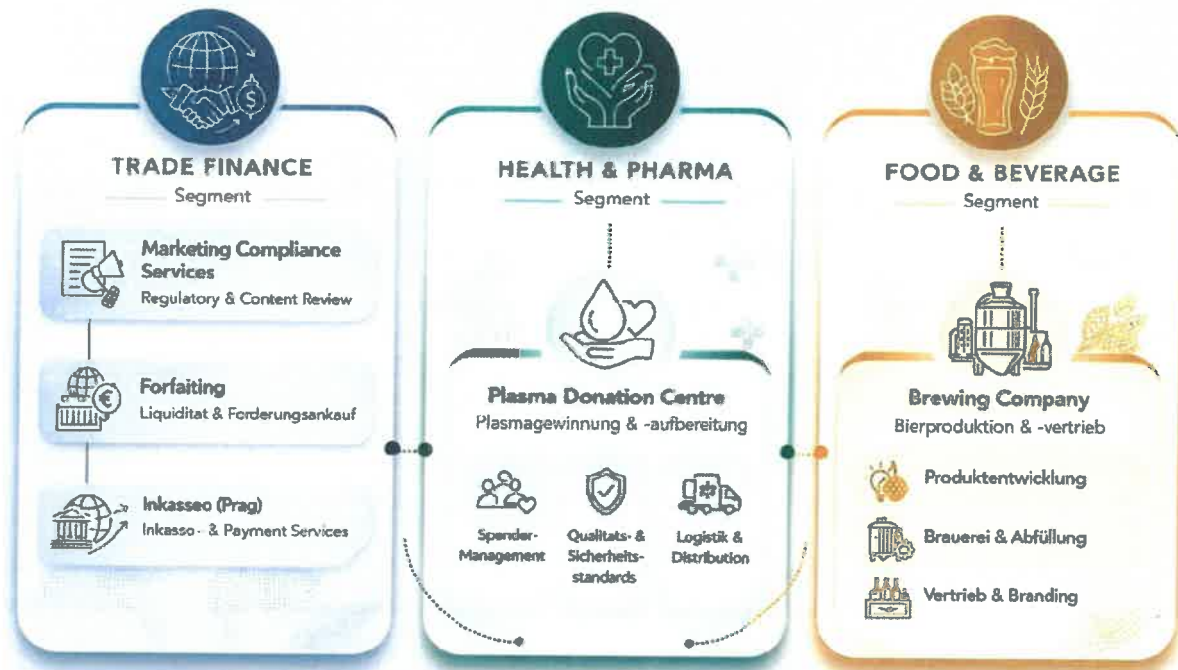 TRADE FINANCE
Segment
Marketing Compliance
Services
Regulatory & Content Review
Forfaiting
Liquiditat & Forderungsankauf
Inkasseo (Prag)
Inkasso- & Payment Services
HEALTH & PHARMA
Segment
Plasma Donation Centre
Plasmagewinnung & -aufbereitung
Spender-
Management
Qualitats- &
Sicherheits-
standards
Logistik &
Distribution
FOOD & BEVERAGE
Segment
Brewing Company
Bierproduktion & -vertrieb
Produktentwicklung
Brauerei & Abfüllung
Vertrieb & Branding